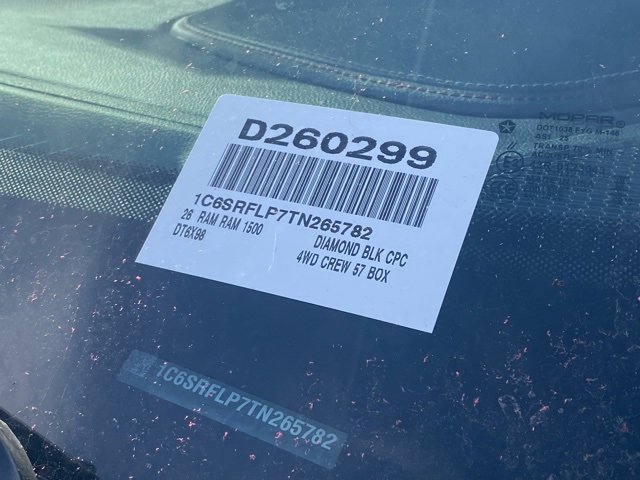 D260299
1C6SRFLP7TN265782
26 RAM RAM 1500 DIAMOND BLK CPC
DT6X98 4WD CREW 57 BOX
MOPAR
1C6SRFLP7TN265782